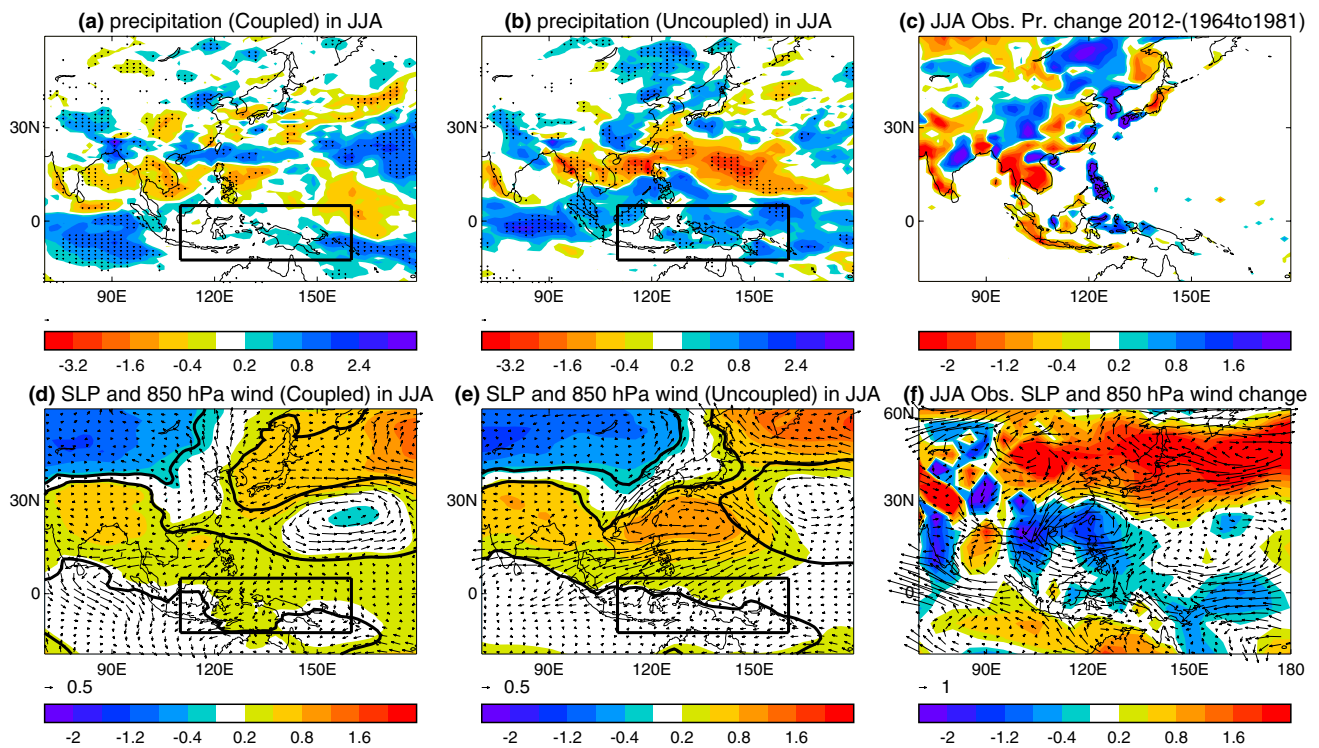 (a) precipitation (Coupled) in JJA
(b) precipitation (Uncoupled) in JJA
(c) JJA Obs. Pr. change 2012-(1964to1981)
30N
0
90E 120E 150E
30N
0
90E 120E 150E
30N
0
90E 120E 150E
-3.2 -1.6 -0.4 0.2 0.8 2.4
-3.2 -1.6 -0.4 0.2 0.8 2.4
-2 -1.2 -0.4 0.2 0.8 1.6
(d) SLP and 850 hPa wind (Coupled) in JJA
(e) SLP and 850 hPa wind (Uncoupled) in JJA
(f) JJA Obs. SLP and 850 hPa wind change
30N
0
90E 120E 150E
0.5
30N
0
90E 120E 150E
0.5
60N
30N
0
90E 120E 150E 180
1
-2 -1.2 -0.4 0.2 0.8 1.6
-2 -1.2 -0.4 0.2 0.8 1.6
-2 -1.2 -0.4 0.2 0.8 1.6